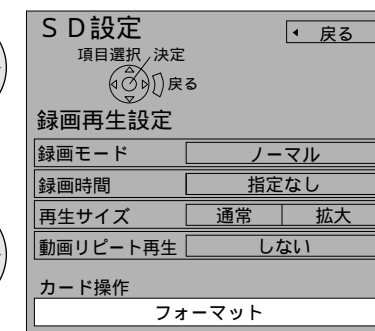 SD設定
戻る
項目選択 決定
戻る
録画再生設定
録画モード ノーマル
録画時間 指定なし
再生サイズ 通常 拡大
動画リピート再生 しない
カード操作
フォーマット